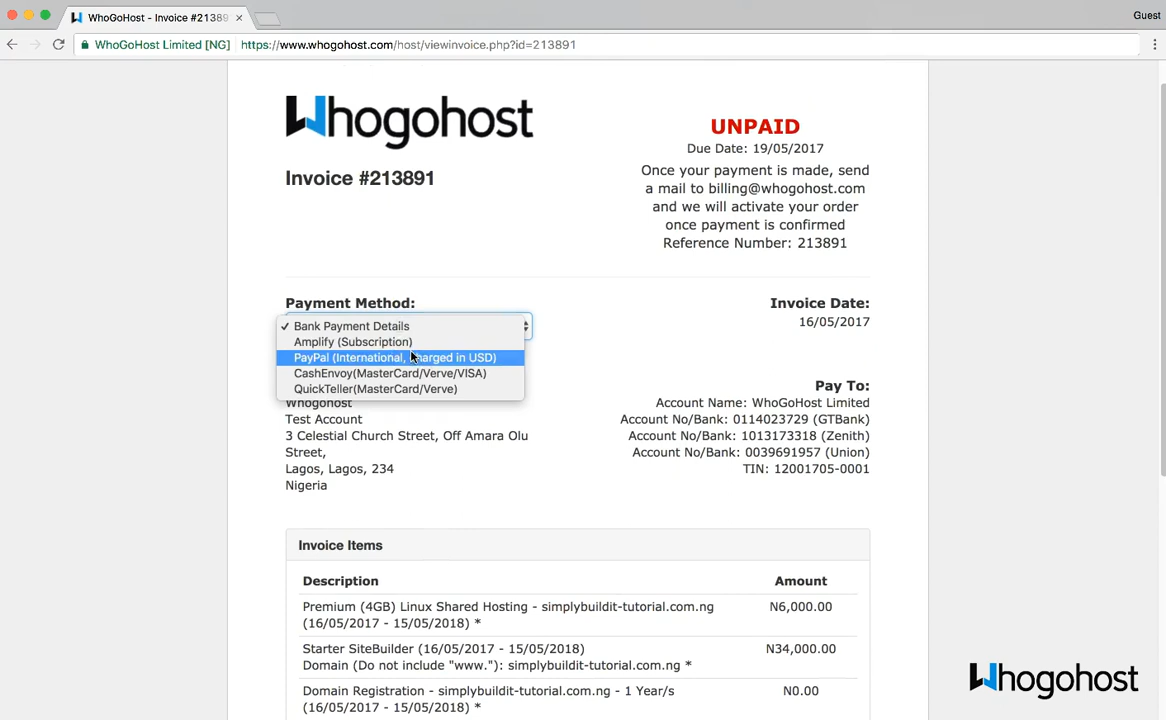 WhoGoHost - Invoice #21389
Guest
WhoGoHost Limited [NG]
https://www.whogohost.com/host/viewinvoice.php?id=213891
Whogohost
UNPAID
Due Date: 19/05/2017
Once your payment is made, send
a mail to billing@whogohost.com
and we will activate your order
once payment is confirmed
Reference Number: 213891
Invoice #213891
Payment Method:
Bank Payment Details
Amplify (Subscription)
PayPal (International, charged in USD)
CashEnvoy(MasterCard/Verve/VISA)
QuickTeller(MasterCard/Verve)
Invoice Date:
16/05/2017
Whogohost
Test Account
3 Celestial Church Street, Off Amara Olu
Street,
Lagos, Lagos, 234
Nigeria
Pay To:
Account Name: WhoGoHost Limited
Account No/Bank: 0114023729 (GTBank)
Account No/Bank: 1013173318 (Zenith)
Account No/Bank: 0039691957 (Union)
TIN: 12001705-0001
Invoice Items
Description Amount
Premium (4GB) Linux Shared Hosting - simplybuildit-tutorial.com.ng N6,000.00
(16/05/2017 - 15/05/2018) *
Starter SiteBuilder (16/05/2017 - 15/05/2018) N34,000.00
Domain (Do not include "www."): simplybuildit-tutorial.com.ng *
Domain Registration - simplybuildit-tutorial.com.ng - 1 Year/s N0.00
(16/05/2017 - 15/05/2018) *
Whogohost